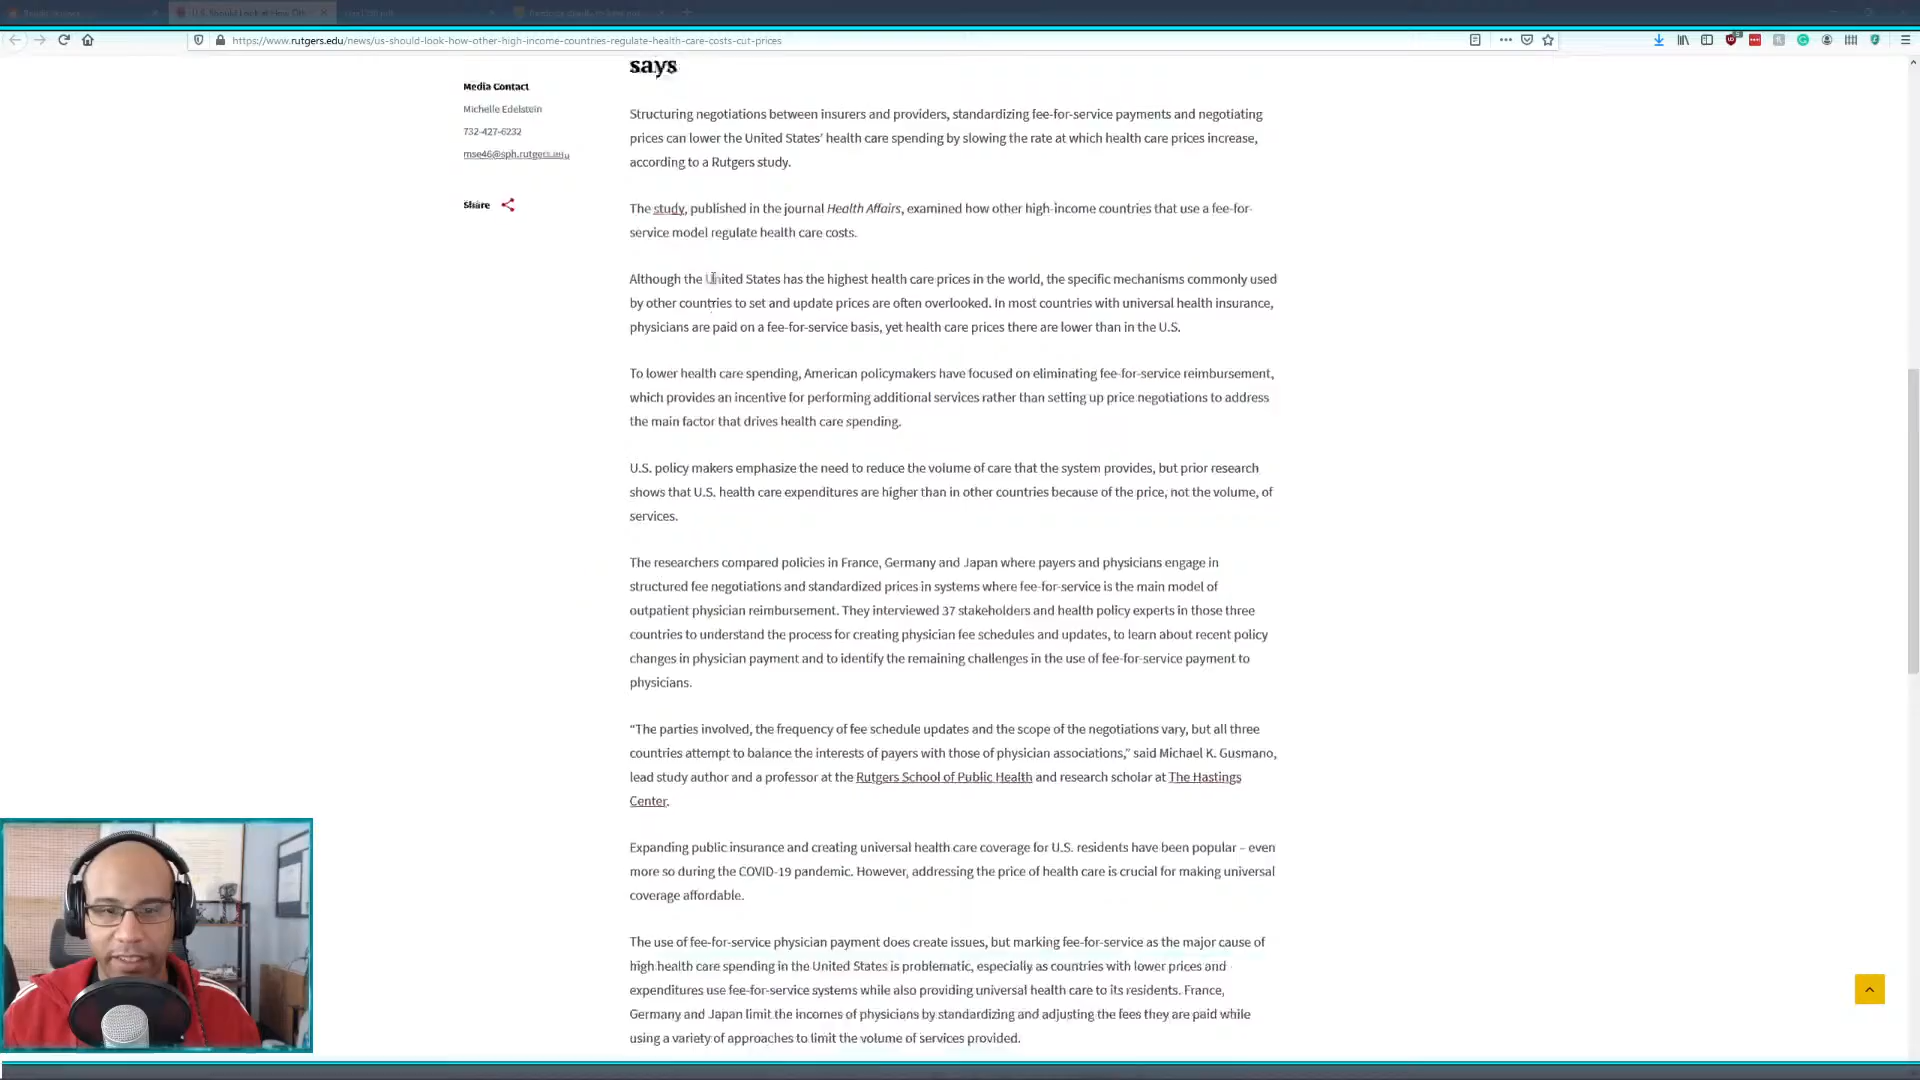 U.S. Should Look at How Oth
https://www.rutgers.edu/news/us-should-look-how-other-high-income-countries-regulate-health-care-costs-cut-prices
says
Media Contact
Michelle Edelstein
732-427-6232
mse46@sph.rutgers.edu
Share
Structuring negotiations between insurers and providers, standardizing fee-for-service payments and negotiating
prices can lower the United States' health care spending by slowing the rate at which health care prices increase,
according to a Rutgers study.
The study, published in the journal Health Affairs, examined how other high-income countries that use a fee-for-
service model regulate health care costs.
Although the United States has the highest health care prices in the world, the specific mechanisms commonly used
by other countries to set and update prices are often overlooked. In most countries with universal health insurance,
physicians are paid on a fee-for-service basis, yet health care prices there are lower than in the U.S.
To lower health care spending, American policymakers have focused on eliminating fee-for-service reimbursement,
which provides an incentive for performing additional services rather than setting up price negotiations to address
the main factor that drives health care spending.
U.S. policy makers emphasize the need to reduce the volume of care that the system provides, but prior research
shows that U.S. health care expenditures are higher than in other countries because of the price, not the volume, of
services.
The researchers compared policies in France, Germany and Japan where payers and physicians engage in
structured fee negotiations and standardized prices in systems where fee-for-service is the main model of
outpatient physician reimbursement. They interviewed 37 stakeholders and health policy experts in those three
countries to understand the process for creating physician fee schedules and updates, to learn about recent policy
changes in physician payment and to identify the remaining challenges in the use of fee-for-service payment to
physicians.
“The parties involved, the frequency of fee schedule updates and the scope of the negotiations vary, but all three
countries attempt to balance the interests of payers with those of physician associations,” said Michael K. Gusmano,
lead study author and a professor at the Rutgers School of Public Health and research scholar at The Hastings
Center.
Expanding public insurance and creating universal health care coverage for U.S. residents have been popular – even
more so during the COVID-19 pandemic. However, addressing the price of health care is crucial for making universal
coverage affordable.
The use of fee-for-service physician payment does create issues, but marking fee-for-service as the major cause of
high health care spending in the United States is problematic, especially as countries with lower prices and
expenditures use fee-for-service systems while also providing universal health care to its residents. France,
Germany and Japan limit the incomes of physicians by standardizing and adjusting the fees they are paid while
using a variety of approaches to limit the volume of services provided.